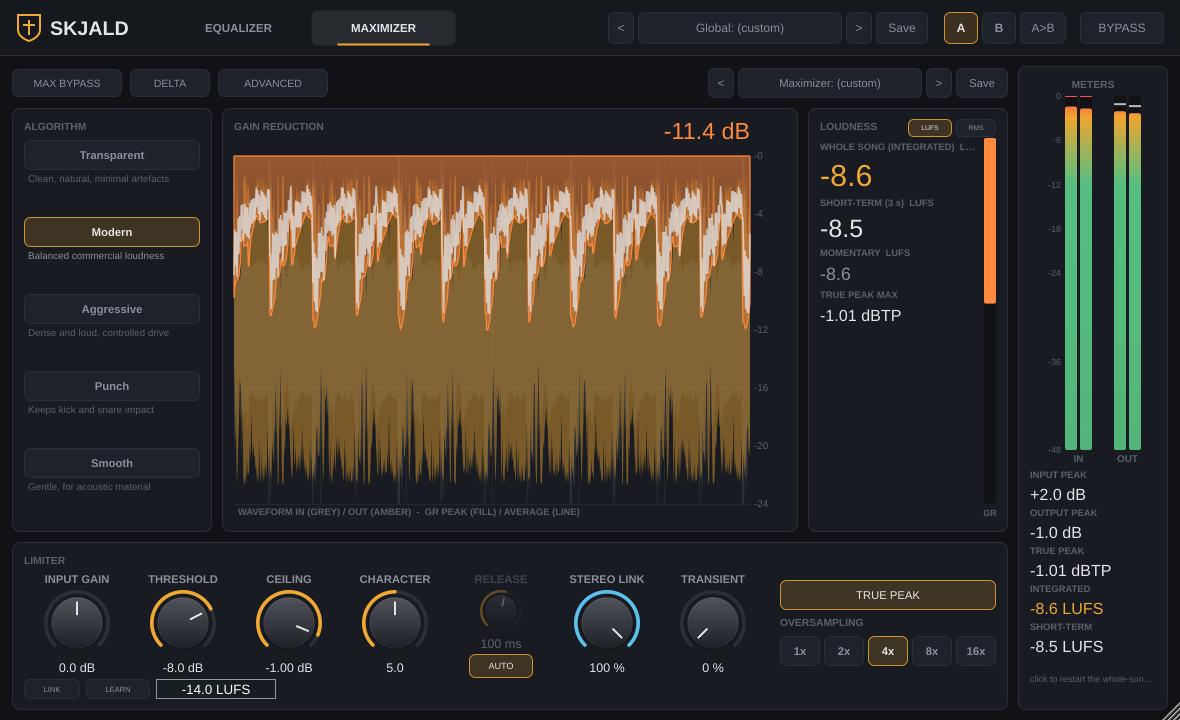 SKJALD
EQUALIZER
MAXIMIZER
< Global: (custom) > Save
A B A>B BYPASS
MAX BYPASS DELTA ADVANCED
< Maximizer: (custom) > Save
ALGORITHM
Transparent
Clean, natural, minimal artefacts
Modern
Balanced commercial loudness
Aggressive
Dense and loud, controlled drive
Punch
Keeps kick and snare impact
Smooth
Gentle, for acoustic material
GAIN REDUCTION
-11.4 dB
-0
-4
-8
-12
-16
-20
-24
WAVEFORM IN (GREY) / OUT (AMBER) - GR PEAK (FILL) / AVERAGE (LINE)
LOUDNESS LUFS RMS
WHOLE SONG (INTEGRATED) L...
-8.6
SHORT-TERM (3 s) LUFS
-8.5
MOMENTARY LUFS
-8.6
TRUE PEAK MAX
-1.01 dBTP
GR
METERS
0
-6
-12
-18
-24
-36
-48
IN OUT
INPUT PEAK
+2.0 dB
OUTPUT PEAK
-1.0 dB
TRUE PEAK
-1.01 dBTP
INTEGRATED
-8.6 LUFS
SHORT-TERM
-8.5 LUFS
click to restart the whole-son...
LIMITER
INPUT GAIN THRESHOLD CEILING CHARACTER RELEASE STEREO LINK TRANSIENT
100 ms
0.0 dB -8.0 dB -1.00 dB 5.0 AUTO 100 % 0 %
LINK LEARN -14.0 LUFS
TRUE PEAK
OVERSAMPLING
1x 2x 4x 8x 16x